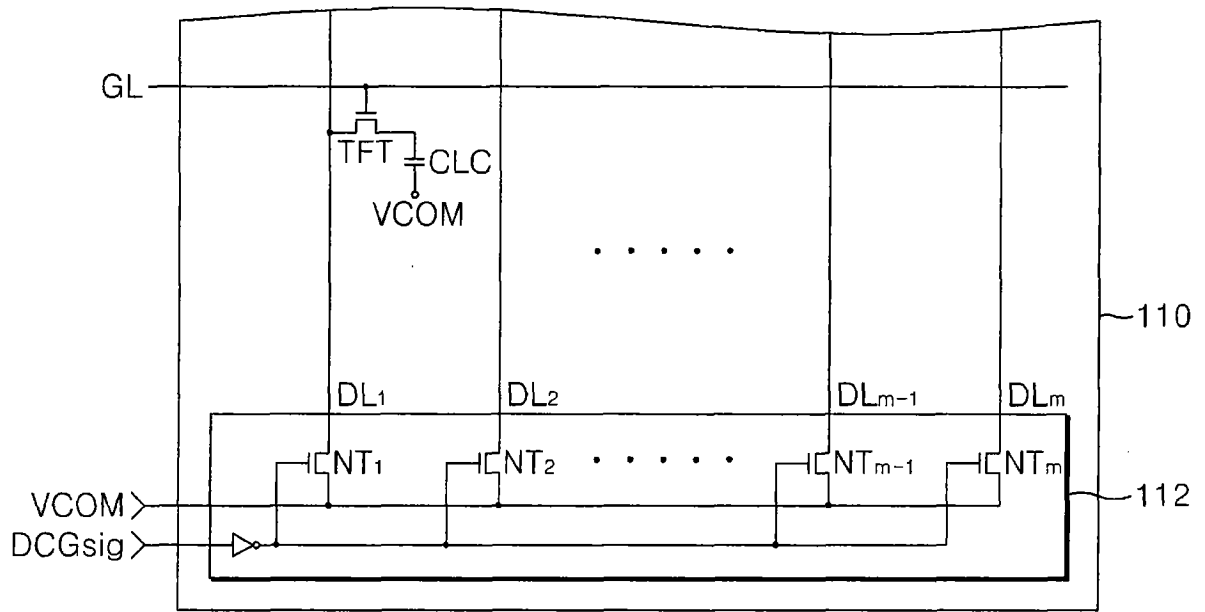 GL
TFT
CLC
VCOM
110
DL1 DL2 DLm-1 DLm
NT1 NT2 NTm-1 NTm
VCOM
112
DCGsig